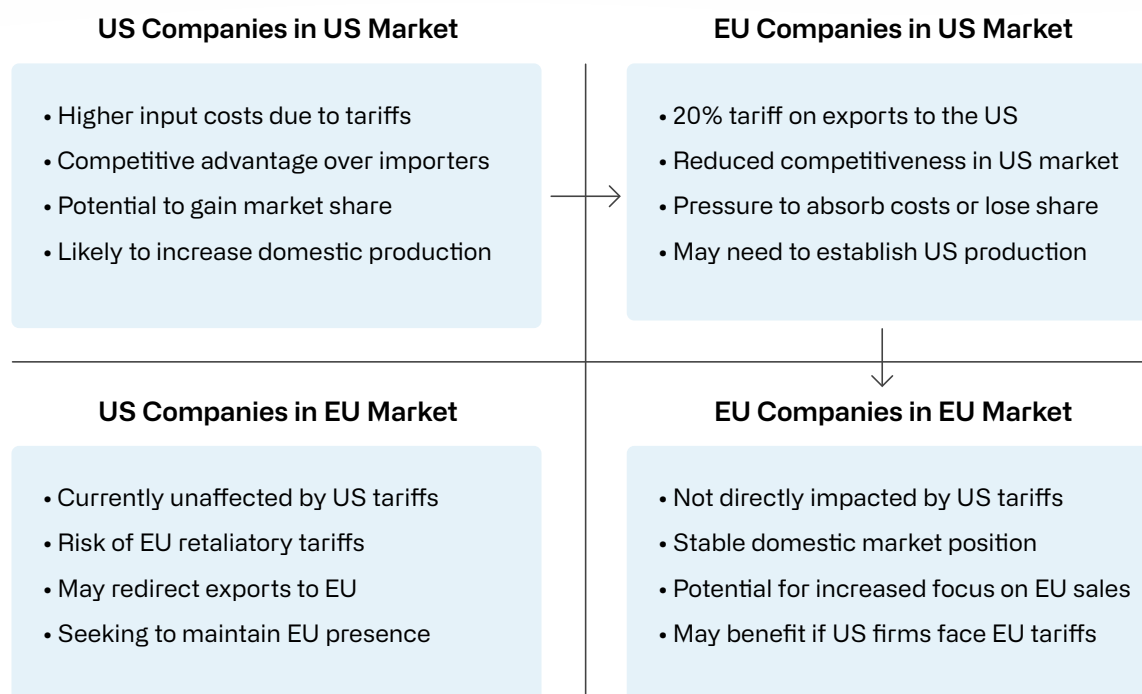 US Companies in US Market
• Higher input costs due to tariffs
• Competitive advantage over importers
• Potential to gain market share
• Likely to increase domestic production
EU Companies in US Market
• 20% tariff on exports to the US
• Reduced competitiveness in US market
• Pressure to absorb costs or lose share
• May need to establish US production
US Companies in EU Market
• Currently unaffected by US tariffs
• Risk of EU retaliatory tariffs
• May redirect exports to EU
• Seeking to maintain EU presence
EU Companies in EU Market
• Not directly impacted by US tariffs
• Stable domestic market position
• Potential for increased focus on EU sales
• May benefit if US firms face EU tariffs